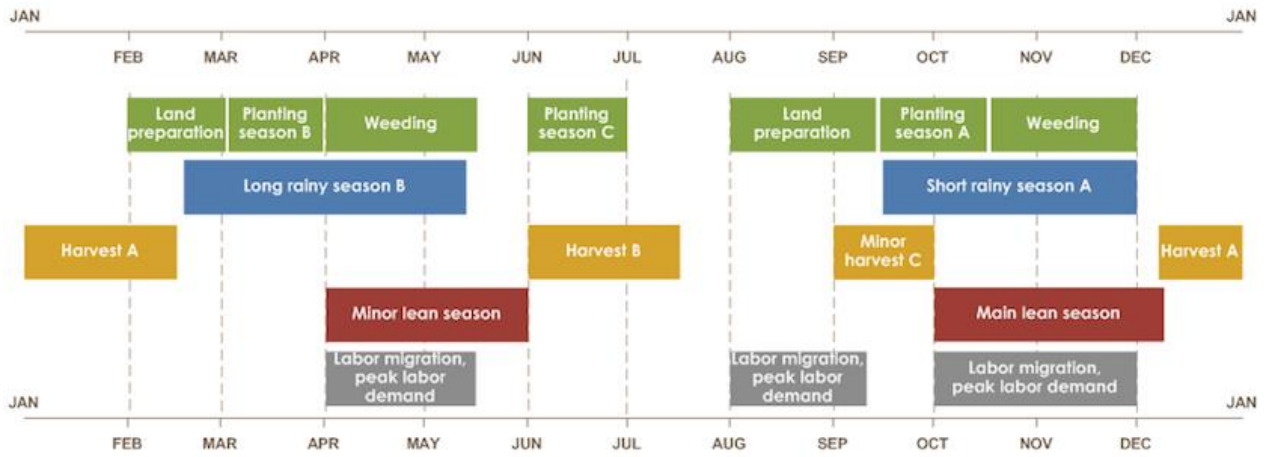 JAN JAN
FEB MAR APR MAY JUN JUL AUG SEP OCT NOV DEC
Land
preparation
Planting
season B
Weeding
Planting
season C
Land
preparation
Planting
season A
Weeding
Long rainy season B
Short rainy season A
Harvest A
Harvest B
Minor
harvest C
Harvest A
Minor lean season
Main lean season
Labor migration,
peak labor
demand
Labor migration,
peak labor
demand
Labor migration,
peak labor demand
JAN JAN
FEB MAR APR MAY JUN JUL AUG SEP OCT NOV DEC